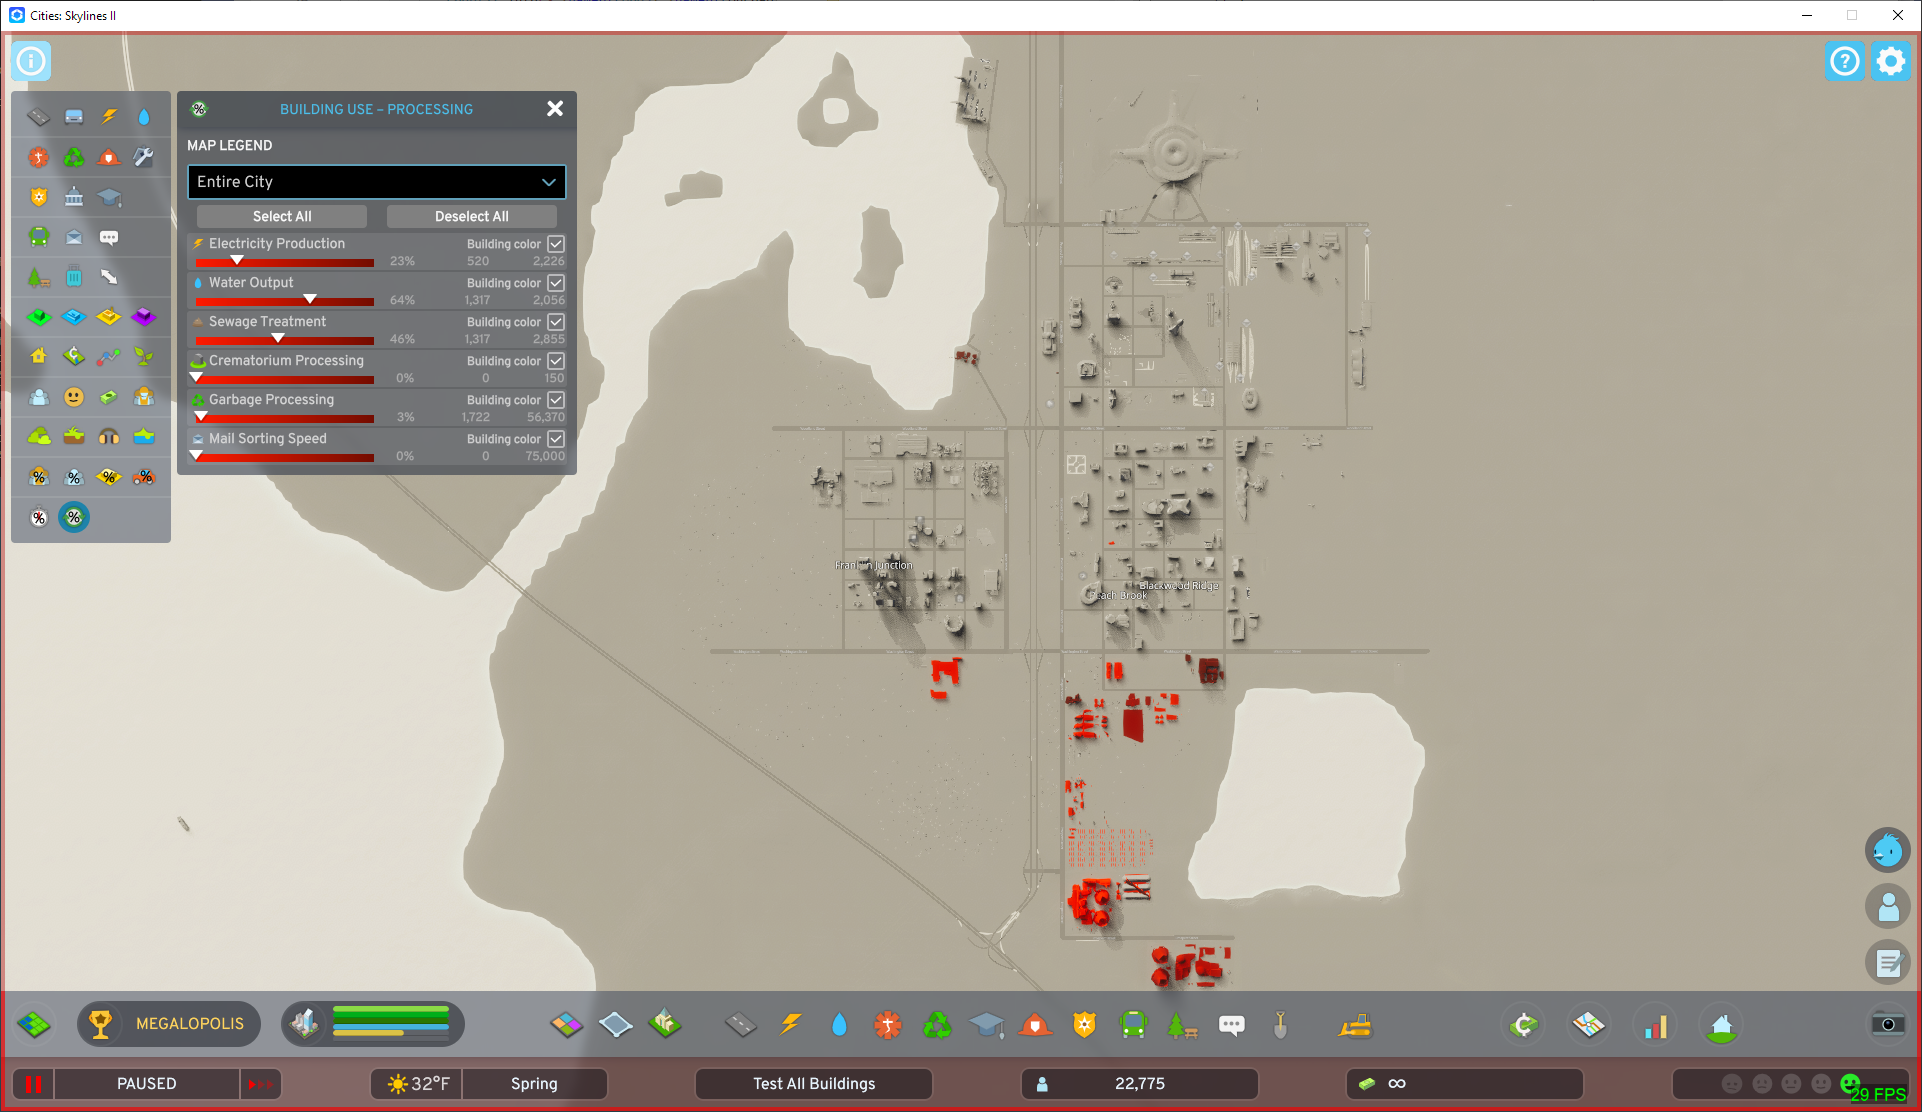 Cities: Skylines II
BUILDING USE – PROCESSING
MAP LEGEND
Entire City
Select All
Deselect All
Electricity Production
Building color
23%
520
2,226
Water Output
Building color
64%
1,317
2,056
Sewage Treatment
Building color
46%
1,317
2,855
Crematorium Processing
Building color
0%
0
150
Garbage Processing
Building color
3%
1,722
56,370
Mail Sorting Speed
Building color
0%
0
75,000
Junction
Blackwood Ridge
Brook
MEGALOPOLIS
PAUSED
32°F
Spring
Test All Buildings
22,775
∞
29 FPS